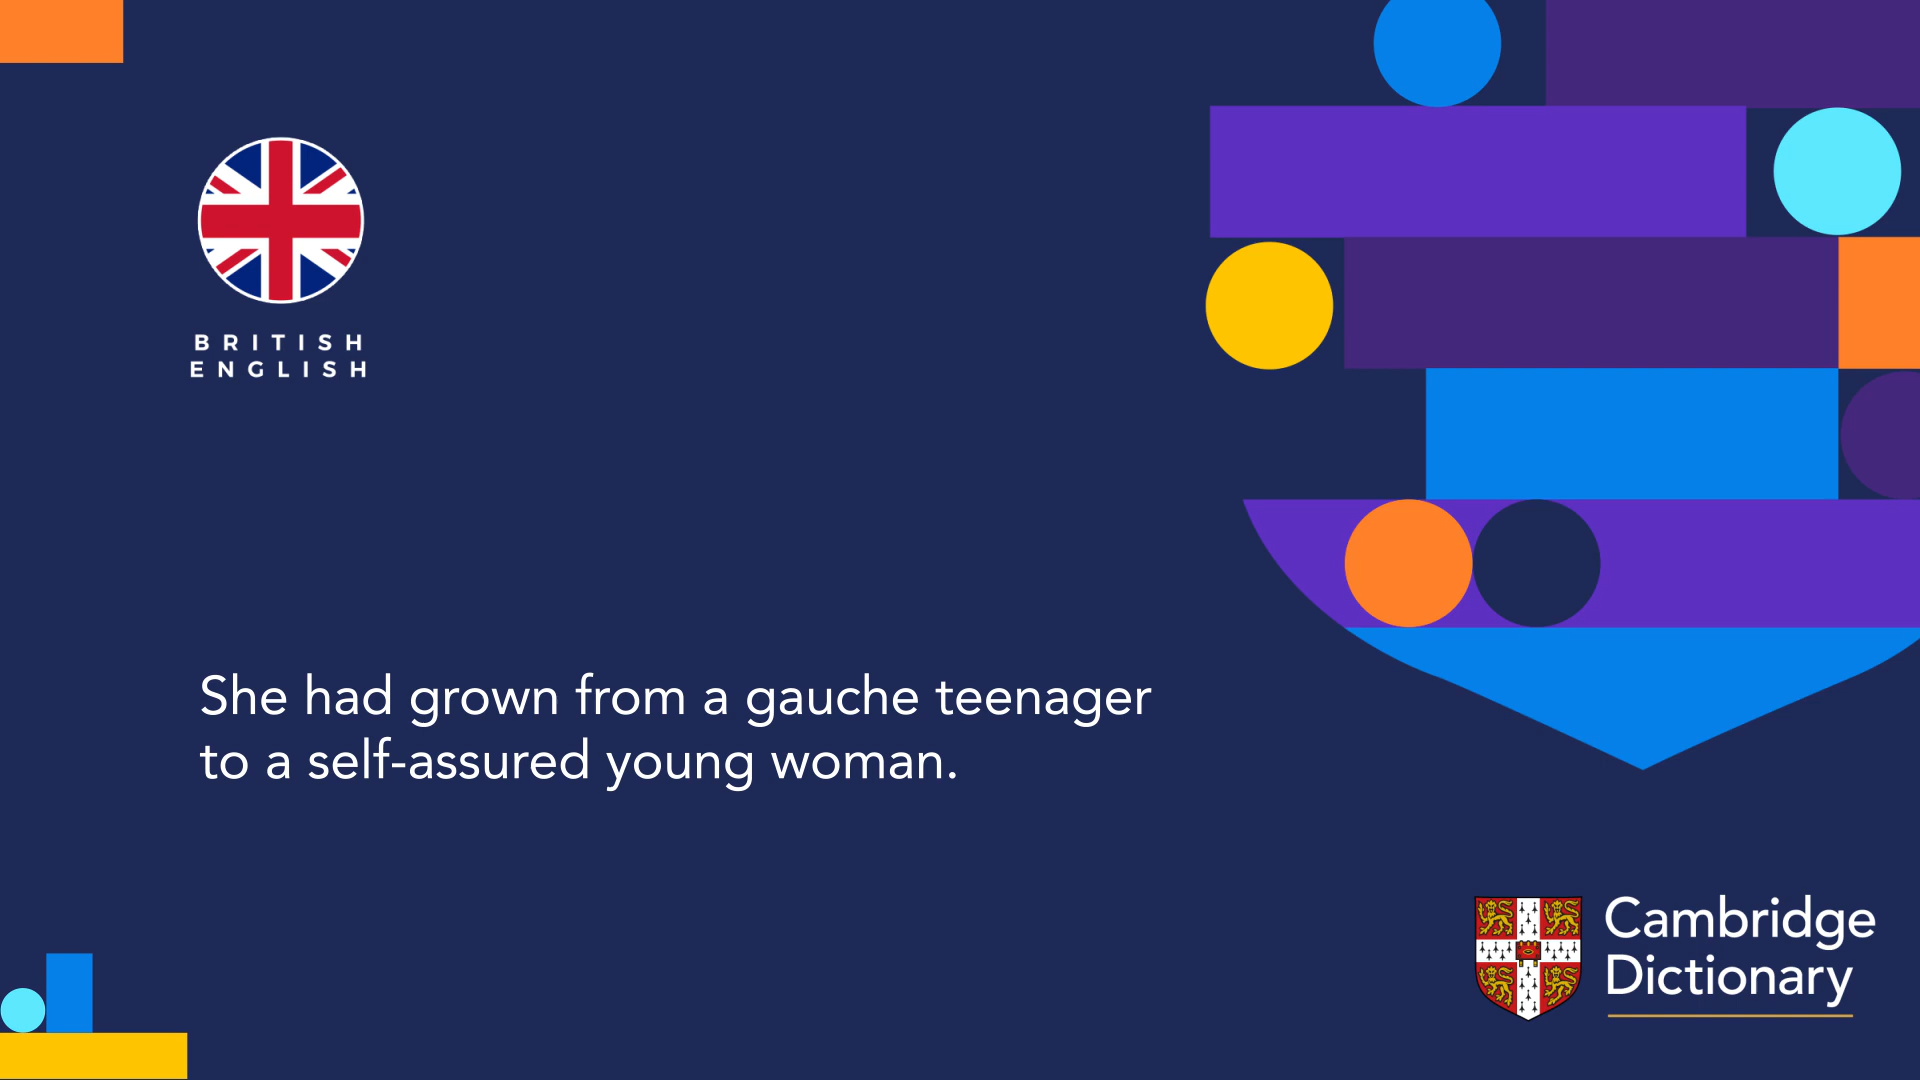 BRITISH
ENGLISH
She had grown from a gauche teenager
to a self-assured young woman.
Cambridge
Dictionary